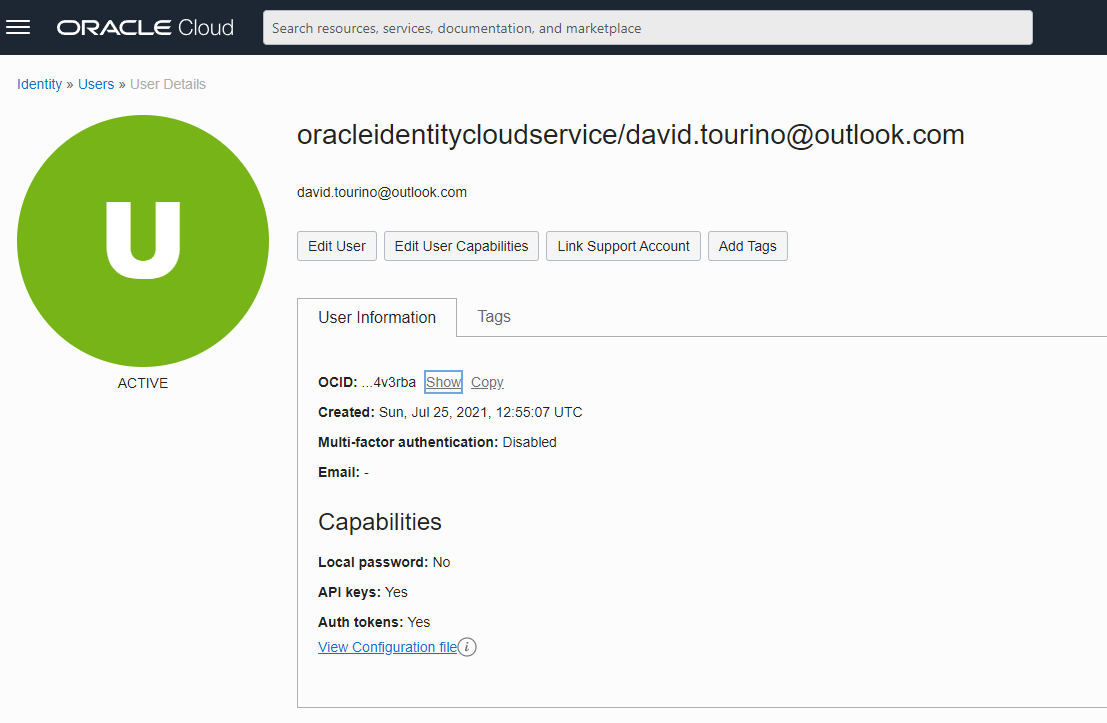 ORACLE Cloud
Search resources, services, documentation, and marketplace
Identity » Users » User Details
U
ACTIVE
oracleidentitycloudservice/david.tourino@outlook.com
david.tourino@outlook.com
Edit User
Edit User Capabilities
Link Support Account
Add Tags
User Information
Tags
OCID: ...4v3rba Show Copy
Created: Sun, Jul 25, 2021, 12:55:07 UTC
Multi-factor authentication: Disabled
Email: -
Capabilities
Local password: No
API keys: Yes
Auth tokens: Yes
View Configuration file i